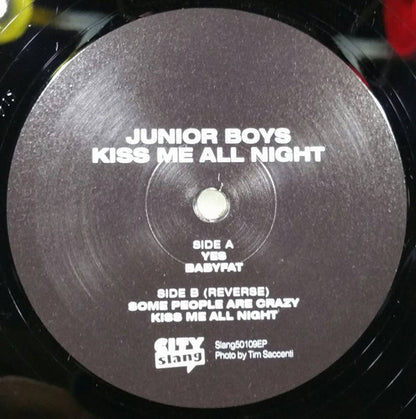 JUNIOR BOYS
KISS ME ALL NIGHT
SIDE A
YES
BABYFAT
SIDE B (REVERSE)
SOME PEOPLE ARE CRAZY
KISS ME ALL NIGHT
CITY
slang
Slang50109EP
Photo by Tim Saccenti